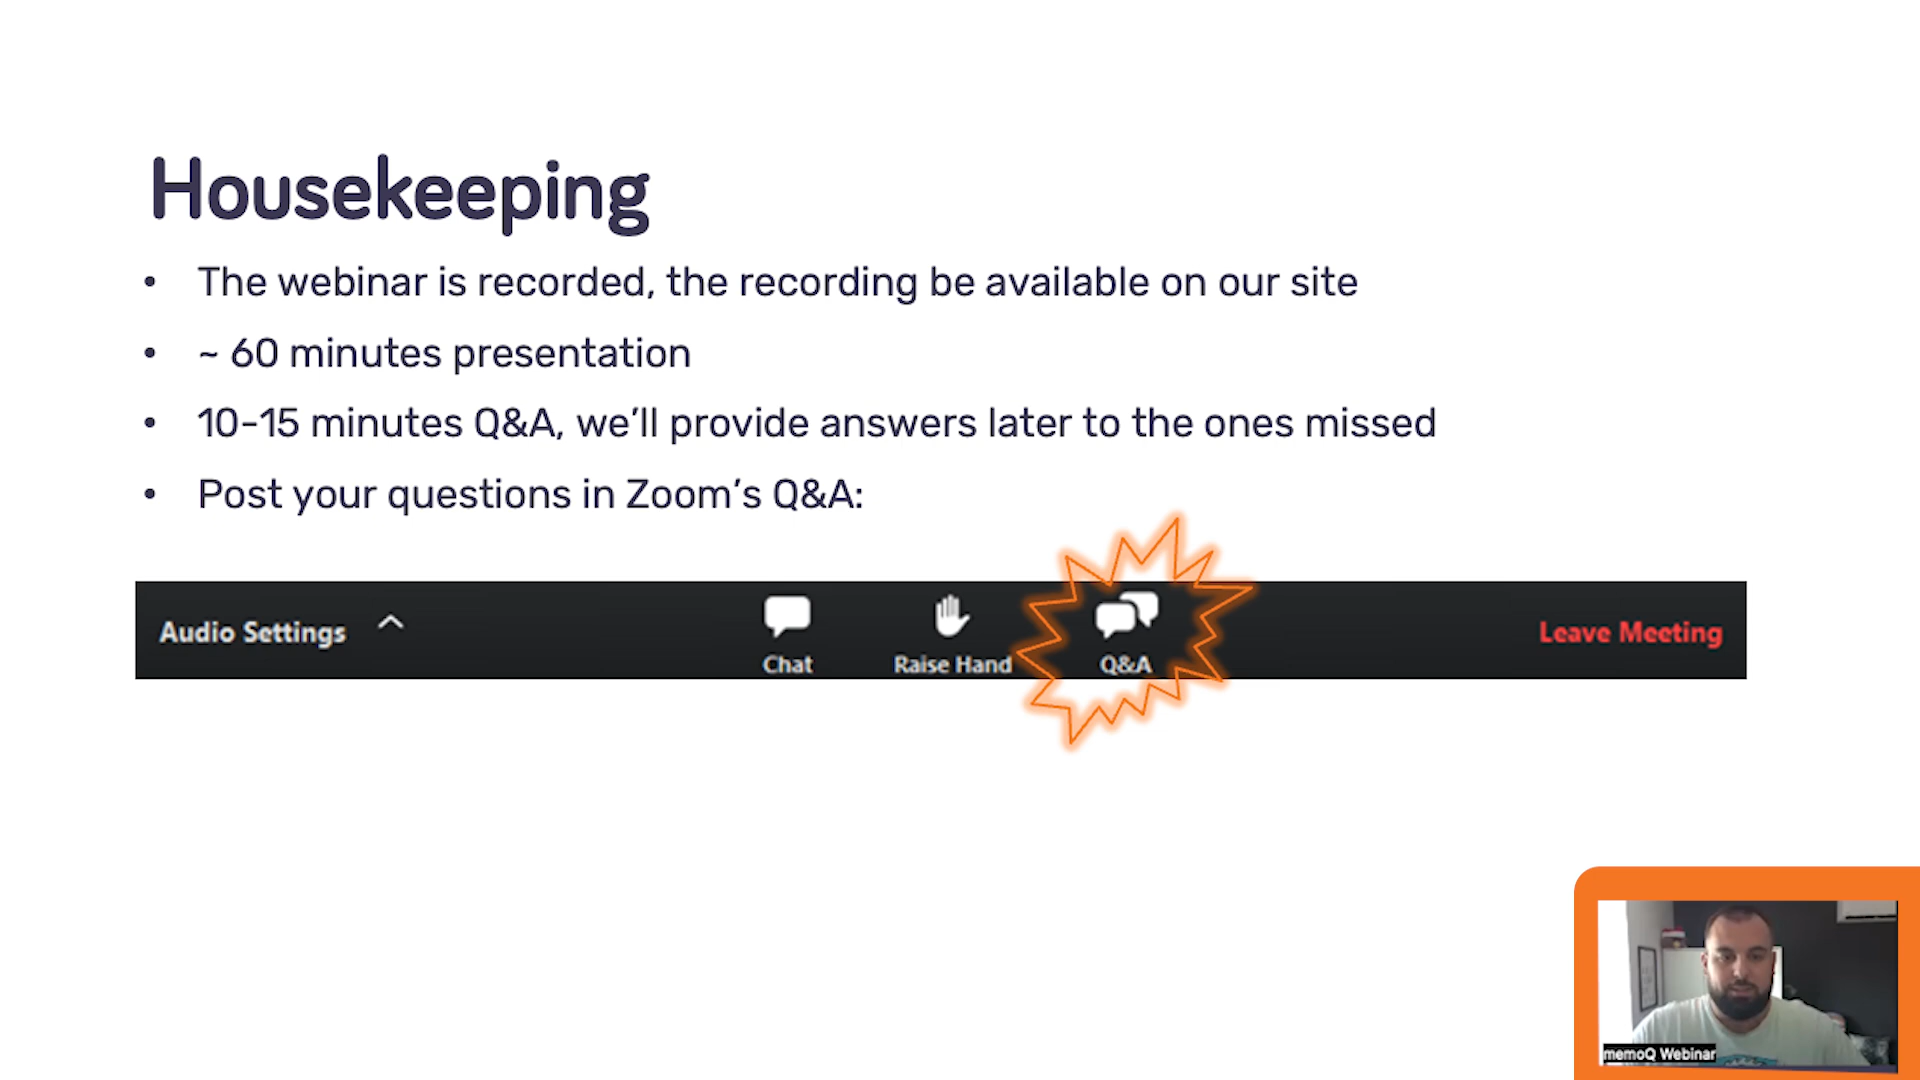 Housekeeping
• The webinar is recorded, the recording be available on our site
• ~ 60 minutes presentation
• 10-15 minutes Q&A, we’ll provide answers later to the ones missed
• Post your questions in Zoom’s Q&A:
Audio Settings
Chat
Raise Hand
Q&A
Leave Meeting
memoQ Webinar